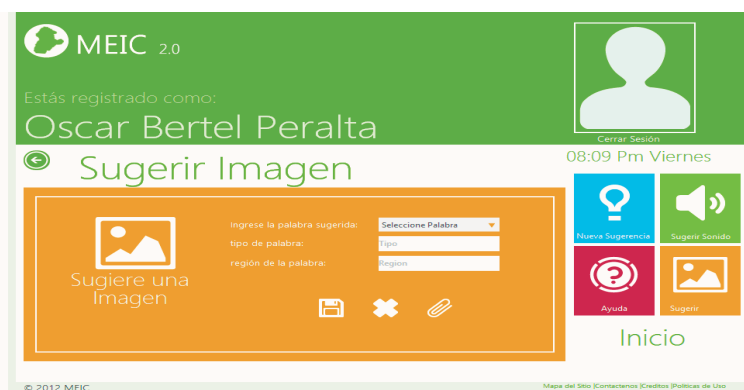 MEIC 2.0
Estás registrado como:
Oscar Bertel Peralta
Cerrar Sesión
Sugerir Imagen
08:09 Pm Viernes
Sugiere una
Imagen
ingrese la palabra sugerida:
Seleccione Palabra
tipo de palabra:
Tipo
región de la palabra:
Region
Nueva Sugerencia
Sugerir Sonido
Ayuda
Sugerir
Inicio
© 2012 MEIC
Mapa del Sitio |Contactenos |Creditos |Politicas de Uso